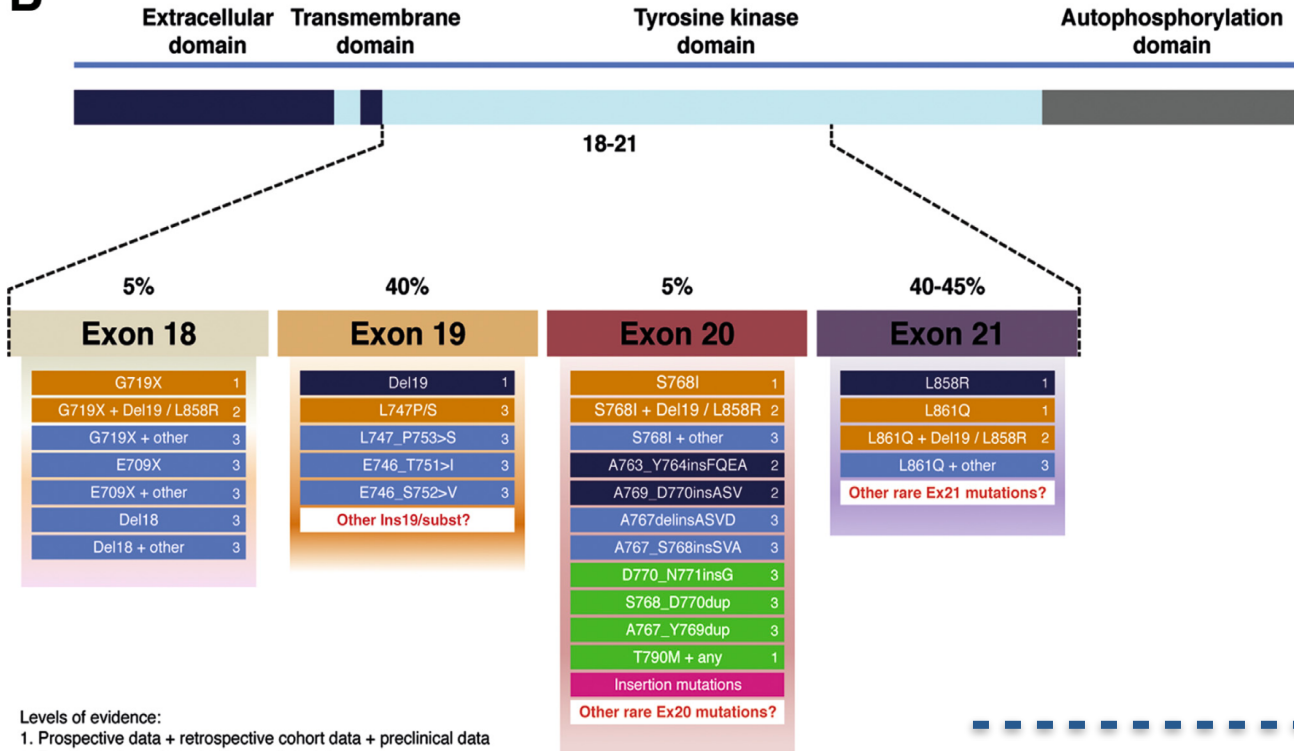 Extracellular domain
Transmembrane domain
Tyrosine kinase domain
Autophosphorylation domain
18-21
5%
Exon 18
G719X 1
G719X + Del19 / L858R 2
G719X + other 3
E709X 3
E709X + other 3
Del18 3
Del18 + other 3
40%
Exon 19
Del19 1
L747P/S 3
L747_P753>S 3
E746_T751>I 3
E746_S752>V 3
Other Ins19/subst?
5%
Exon 20
S768I 1
S768I + Del19 / L858R 2
S768I + other 3
A763_Y764insFQEA 2
A769_D770insASV 2
A767delinsASVD 3
A767_S768insSVA 3
D770_N771insG 3
S768_D770dup 3
A767_Y769dup 3
T790M + any 1
Insertion mutations
Other rare Ex20 mutations?
40-45%
Exon 21
L858R 1
L861Q 1
L861Q + Del19 / L858R 2
L861Q + other 3
Other rare Ex21 mutations?
Levels of evidence:
1. Prospective data + retrospective cohort data + preclinical data